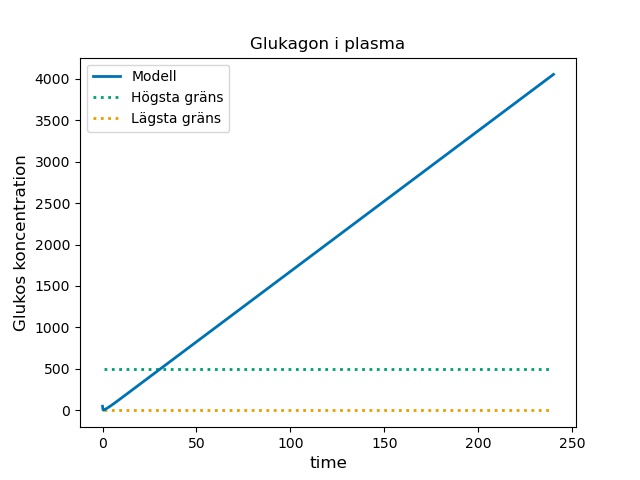 Glukagon i plasma
Modell
Högsta gräns
Lägsta gräns
Glukos koncentration
4000
3500
3000
2500
2000
1500
1000
500
0
0 50 100 150 200 250
time